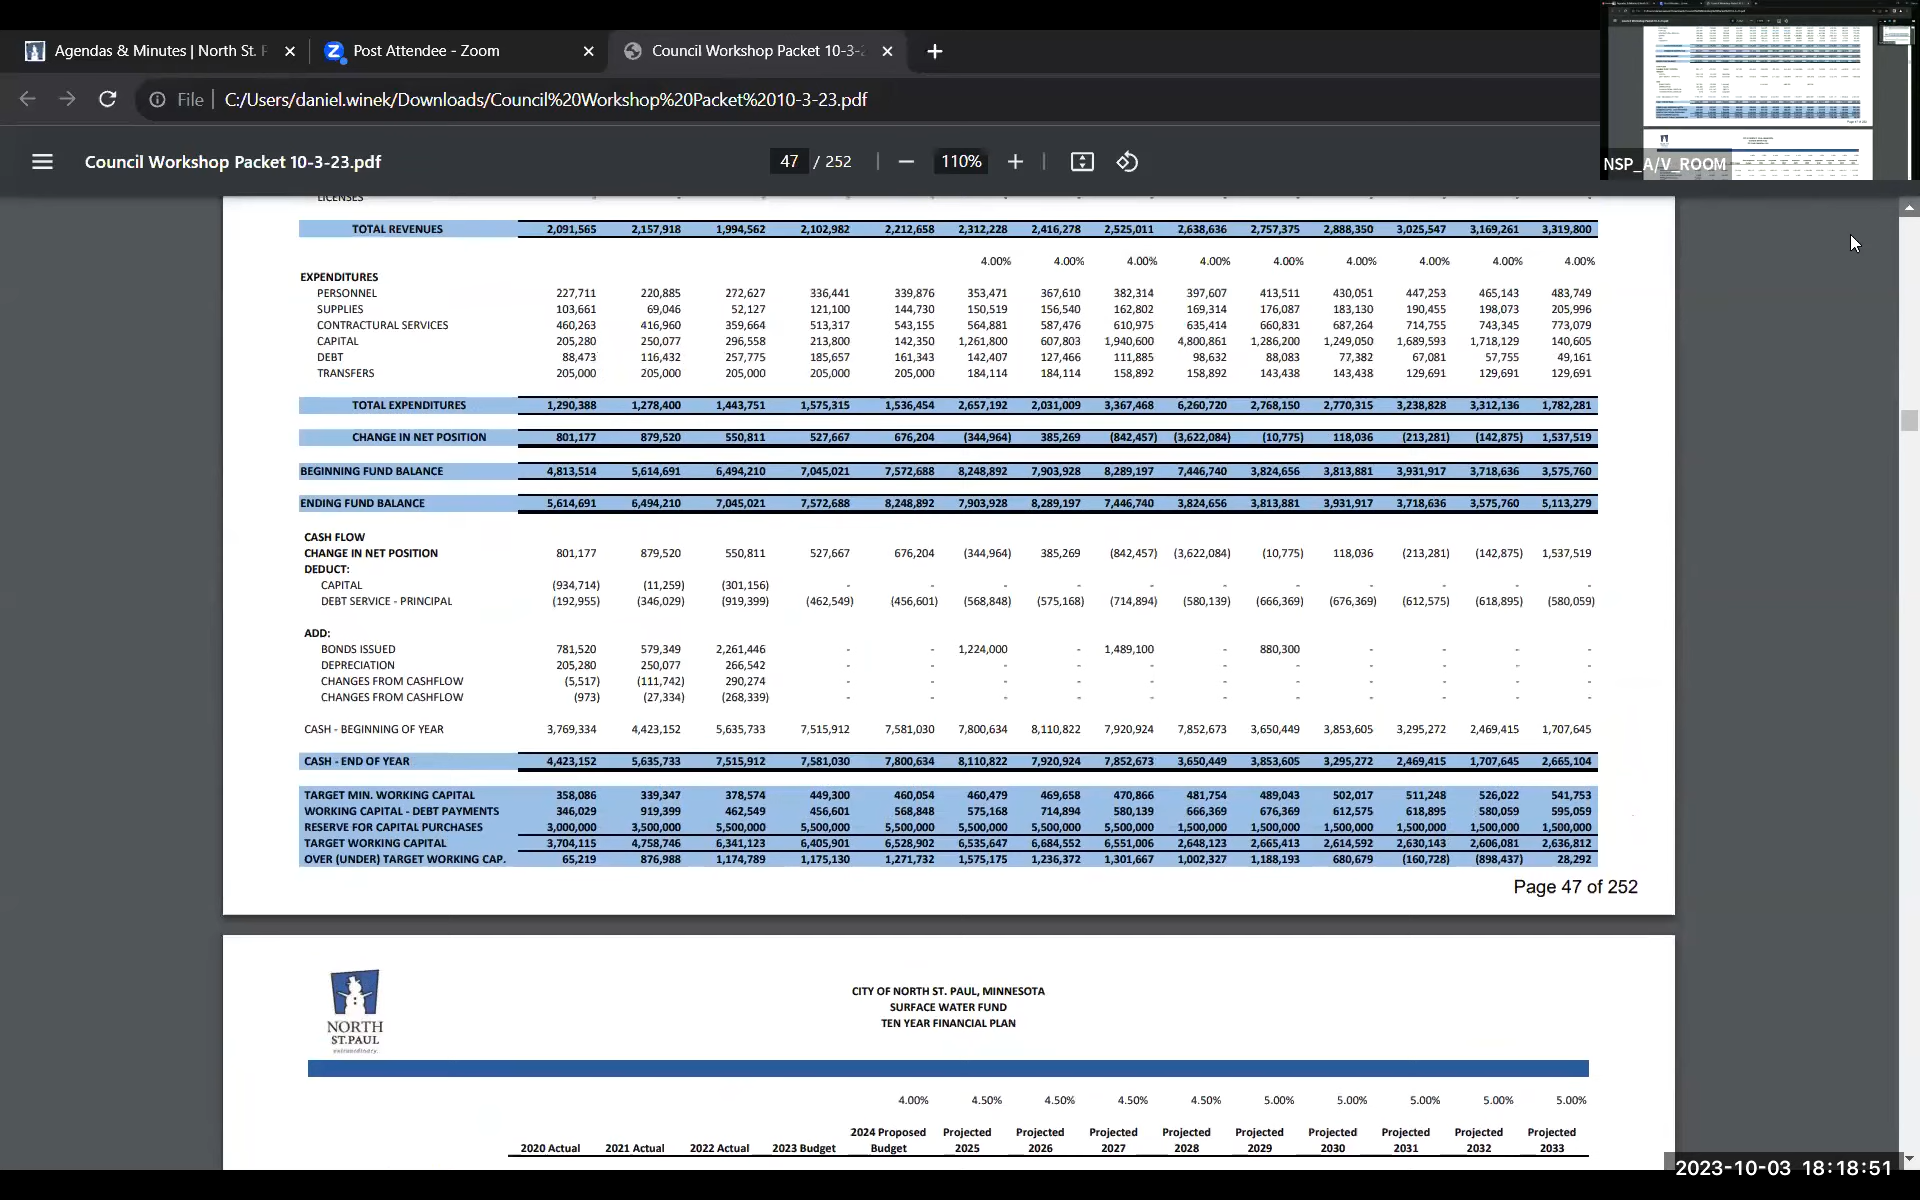 Agendas & Minutes | North St. P
Post Attendee - Zoom
Council Workshop Packet 10-3-2
File C:/Users/daniel.winek/Downloads/Council%20Workshop%20Packet%2010-3-23.pdf
Council Workshop Packet 10-3-23.pdf 47 / 252 110%
NSP_A/V_ROOM
LICENSES - - - - - - - - - - - - - -
TOTAL REVENUES 2,091,565 2,157,918 1,994,562 2,102,982 2,212,658 2,312,228 2,416,278 2,525,011 2,638,636 2,757,375 2,888,350 3,025,547 3,169,261 3,319,800
4.00% 4.00% 4.00% 4.00% 4.00% 4.00% 4.00% 4.00% 4.00%
EXPENDITURES
PERSONNEL 227,711 220,885 272,627 336,441 339,876 353,471 367,610 382,314 397,607 413,511 430,051 447,253 465,143 483,749
SUPPLIES 103,661 69,046 52,127 121,100 144,730 150,519 156,540 162,802 169,314 176,087 183,130 190,455 198,073 205,996
CONTRACTURAL SERVICES 460,263 416,960 359,664 513,317 543,155 564,881 587,476 610,975 635,414 660,831 687,264 714,755 743,345 773,079
CAPITAL 205,280 250,077 296,558 213,800 142,350 1,261,800 607,803 1,940,600 4,800,861 1,286,200 1,249,050 1,689,593 1,718,129 140,605
DEBT 88,473 116,432 257,775 185,657 161,343 142,407 127,466 111,885 98,632 88,083 77,382 67,081 57,755 49,161
TRANSFERS 205,000 205,000 205,000 205,000 205,000 184,114 184,114 158,892 158,892 143,438 143,438 129,691 129,691 129,691
TOTAL EXPENDITURES 1,290,388 1,278,400 1,443,751 1,575,315 1,536,454 2,657,192 2,031,009 3,367,468 6,260,720 2,768,150 2,770,315 3,238,828 3,312,136 1,782,281
CHANGE IN NET POSITION 801,177 879,520 550,811 527,667 676,204 (344,964) 385,269 (842,457) (3,622,084) (10,775) 118,036 (213,281) (142,875) 1,537,519
BEGINNING FUND BALANCE 4,813,514 5,614,691 6,494,210 7,045,021 7,572,688 8,248,892 7,903,928 8,289,197 7,446,740 3,824,656 3,813,881 3,931,917 3,718,636 3,575,760
ENDING FUND BALANCE 5,614,691 6,494,210 7,045,021 7,572,688 8,248,892 7,903,928 8,289,197 7,446,740 3,824,656 3,813,881 3,931,917 3,718,636 3,575,760 5,113,279
CASH FLOW
CHANGE IN NET POSITION 801,177 879,520 550,811 527,667 676,204 (344,964) 385,269 (842,457) (3,622,084) (10,775) 118,036 (213,281) (142,875) 1,537,519
DEDUCT:
CAPITAL (934,714) (11,259) (301,156) - - - - - - - - - - -
DEBT SERVICE - PRINCIPAL (192,955) (346,029) (919,399) (462,549) (456,601) (568,848) (575,168) (714,894) (580,139) (666,369) (676,369) (612,575) (618,895) (580,059)
ADD:
BONDS ISSUED 781,520 579,349 2,261,446 - - 1,224,000 - 1,489,100 - 880,300 - - - -
DEPRECIATION 205,280 250,077 266,542 - - - - - - - - - - -
CHANGES FROM CASHFLOW (5,517) (111,742) 290,274 - - - - - - - - - - -
CHANGES FROM CASHFLOW (973) (27,334) (268,339) - - - - - - - - - - -
CASH - BEGINNING OF YEAR 3,769,334 4,423,152 5,635,733 7,515,912 7,581,030 7,800,634 8,110,822 7,920,924 7,852,673 3,650,449 3,853,605 3,295,272 2,469,415 1,707,645
CASH - END OF YEAR 4,423,152 5,635,733 7,515,912 7,581,030 7,800,634 8,110,822 7,920,924 7,852,673 3,650,449 3,853,605 3,295,272 2,469,415 1,707,645 2,665,104
TARGET MIN. WORKING CAPITAL 358,086 339,347 378,574 449,300 460,054 460,479 469,658 470,866 481,754 489,043 502,017 511,248 526,022 541,753
WORKING CAPITAL - DEBT PAYMENTS 346,029 919,399 462,549 456,601 568,848 575,168 714,894 580,139 666,369 676,369 612,575 618,895 580,059 595,059
RESERVE FOR CAPITAL PURCHASES 3,000,000 3,500,000 5,500,000 5,500,000 5,500,000 5,500,000 5,500,000 5,500,000 1,500,000 1,500,000 1,500,000 1,500,000 1,500,000 1,500,000
TARGET WORKING CAPITAL 3,704,115 4,758,746 6,341,123 6,405,901 6,528,902 6,535,647 6,684,552 6,551,006 2,648,123 2,665,413 2,614,592 2,630,143 2,606,081 2,636,812
OVER (UNDER) TARGET WORKING CAP. 65,219 876,988 1,174,789 1,175,130 1,271,732 1,575,175 1,236,372 1,301,667 1,002,327 1,188,193 680,679 (160,728) (898,437) 28,292
Page 47 of 252
NORTH
ST.PAUL
extraordinary.
CITY OF NORTH ST. PAUL, MINNESOTA
SURFACE WATER FUND
TEN YEAR FINANCIAL PLAN
4.00% 4.50% 4.50% 4.50% 4.50% 5.00% 5.00% 5.00% 5.00% 5.00%
2024 Proposed Projected Projected Projected Projected Projected Projected Projected Projected Projected
2020 Actual 2021 Actual 2022 Actual 2023 Budget Budget 2025 2026 2027 2028 2029 2030 2031 2032 2033
2023-10-03 18:18:51